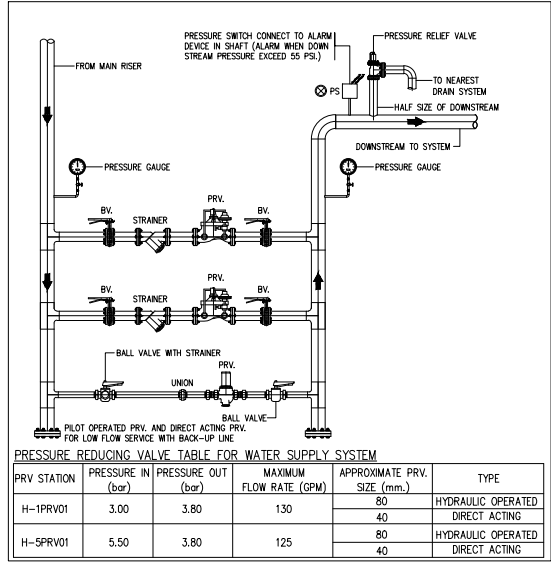 PRESSURE SWITCH CONNECT TO ALARM
DEVICE IN SHAFT (ALARM WHEN DOWN
STREAM PRESSURE EXCEED 55 PSI.)
PRESSURE RELIEF VALVE
FROM MAIN RISER
TO NEAREST
DRAIN SYSTEM
PS
HALF SIZE OF DOWNSTREAM
DOWNSTREAM TO SYSTEM
PRESSURE GAUGE
PRESSURE GAUGE
BV.
STRAINER
PRV.
BV.
BV.
STRAINER
PRV.
BV.
BALL VALVE WITH STRAINER
UNION
PRV.
BALL VALVE
PILOT OPERATED PRV. AND DIRECT ACTING PRV.
FOR LOW FLOW SERVICE WITH BACK-UP LINE
PRESSURE REDUCING VALVE TABLE FOR WATER SUPPLY SYSTEM
PRV STATION PRESSURE IN (bar) PRESSURE OUT (bar) MAXIMUM FLOW RATE (GPM) APPROXIMATE PRV. SIZE (mm.) TYPE
H-1PRV01 3.00 3.80 130 80 HYDRAULIC OPERATED
40 DIRECT ACTING
H-5PRV01 5.50 3.80 125 80 HYDRAULIC OPERATED
40 DIRECT ACTING